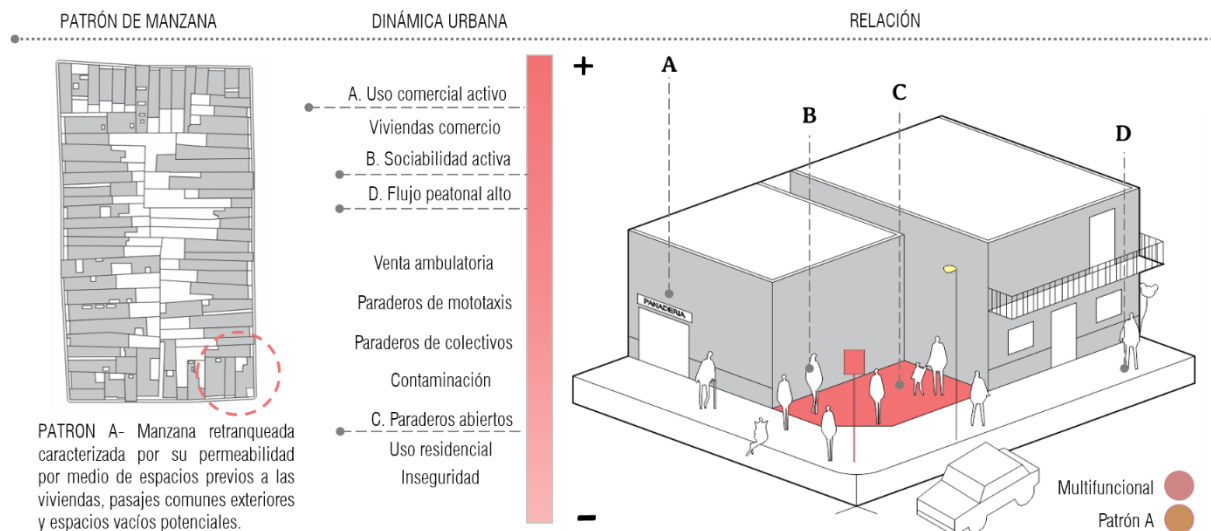 PATRÓN DE MANZANA
DINÁMICA URBANA
RELACIÓN
A. Uso comercial activo
Viviendas comercio
B. Sociabilidad activa
D. Flujo peatonal alto
Venta ambulatoria
Paraderos de mototaxis
Paraderos de colectivos
Contaminación
C. Paraderos abiertos
Uso residencial
Inseguridad
PATRON A- Manzana retranqueada
caracterizada por su permeabilidad
por medio de espacios previos a las
viviendas, pasajes comunes exteriores
y espacios vacíos potenciales.
+
A
B
C
D
PANADERIA
-
Multifuncional
Patrón A